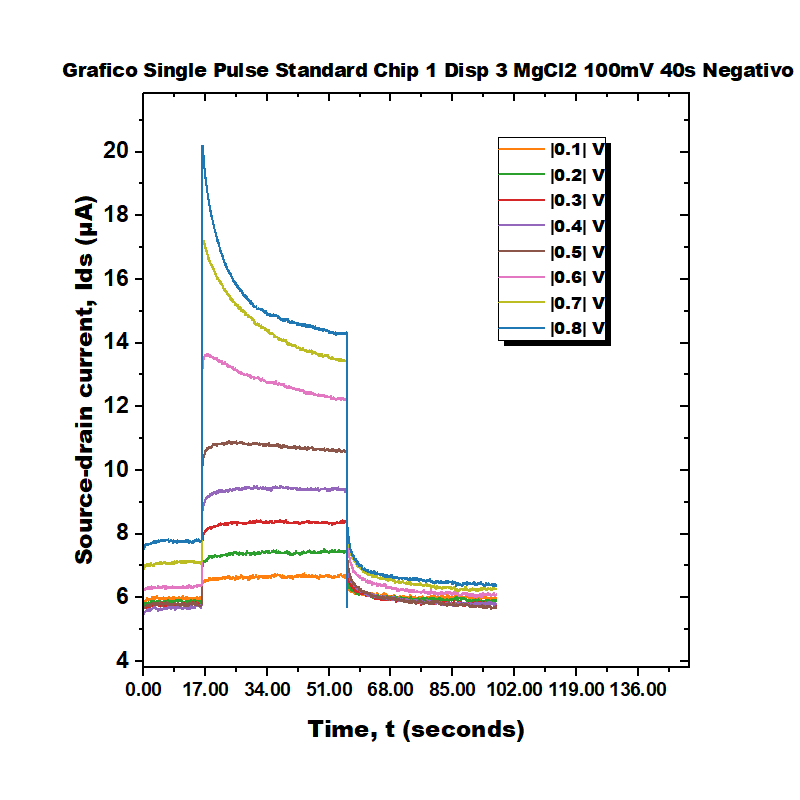 Grafico Single Pulse Standard Chip 1 Disp 3 MgCl2 100mV 40s Negativo
|0.1| V
|0.2| V
|0.3| V
|0.4| V
|0.5| V
|0.6| V
|0.7| V
|0.8| V
Source-drain current, Ids (μA)
20
18
16
14
12
10
8
6
4
0.00 17.00 34.00 51.00 68.00 85.00 102.00 119.00 136.00
Time, t (seconds)